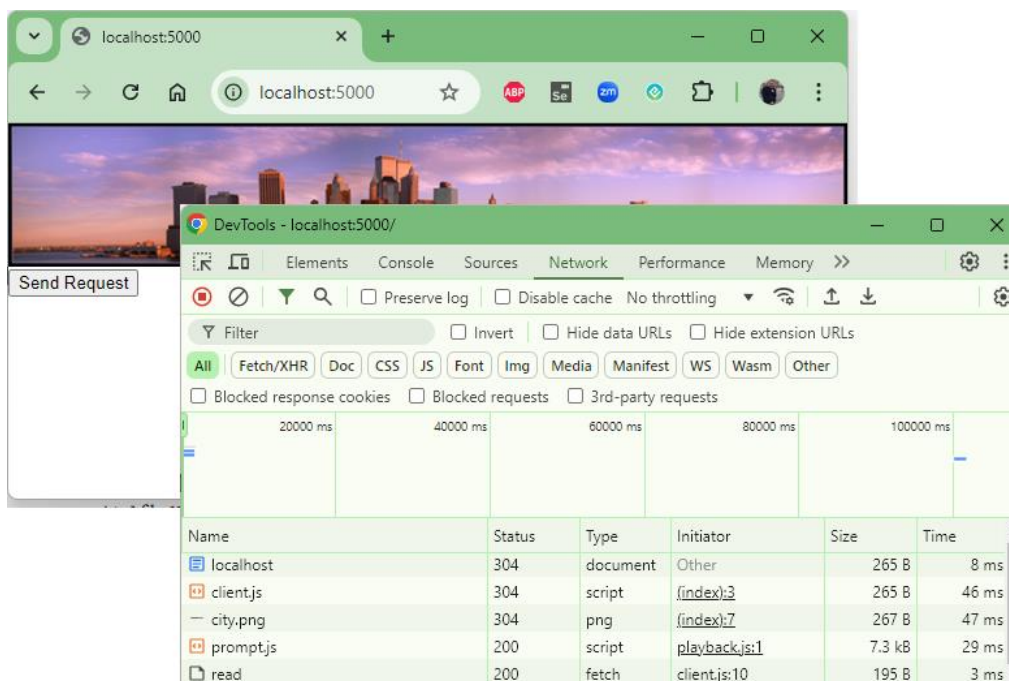 localhost:5000
localhost:5000
ABP
Se
zm
DevTools - localhost:5000/
Send Request
Elements Console Sources Network Performance Memory
Preserve log Disable cache No throttling
Filter Invert Hide data URLs Hide extension URLs
All Fetch/XHR Doc CSS JS Font Img Media Manifest WS Wasm Other
Blocked response cookies Blocked requests 3rd-party requests
20000 ms 40000 ms 60000 ms 80000 ms 100000 ms
Name Status Type Initiator Size Time
localhost 304 document Other 265 B 8 ms
client.js 304 script (index):3 265 B 46 ms
city.png 304 png (index):7 267 B 47 ms
prompt.js 200 script playback.js:1 7.3 kB 29 ms
read 200 fetch client.js:10 195 B 3 ms